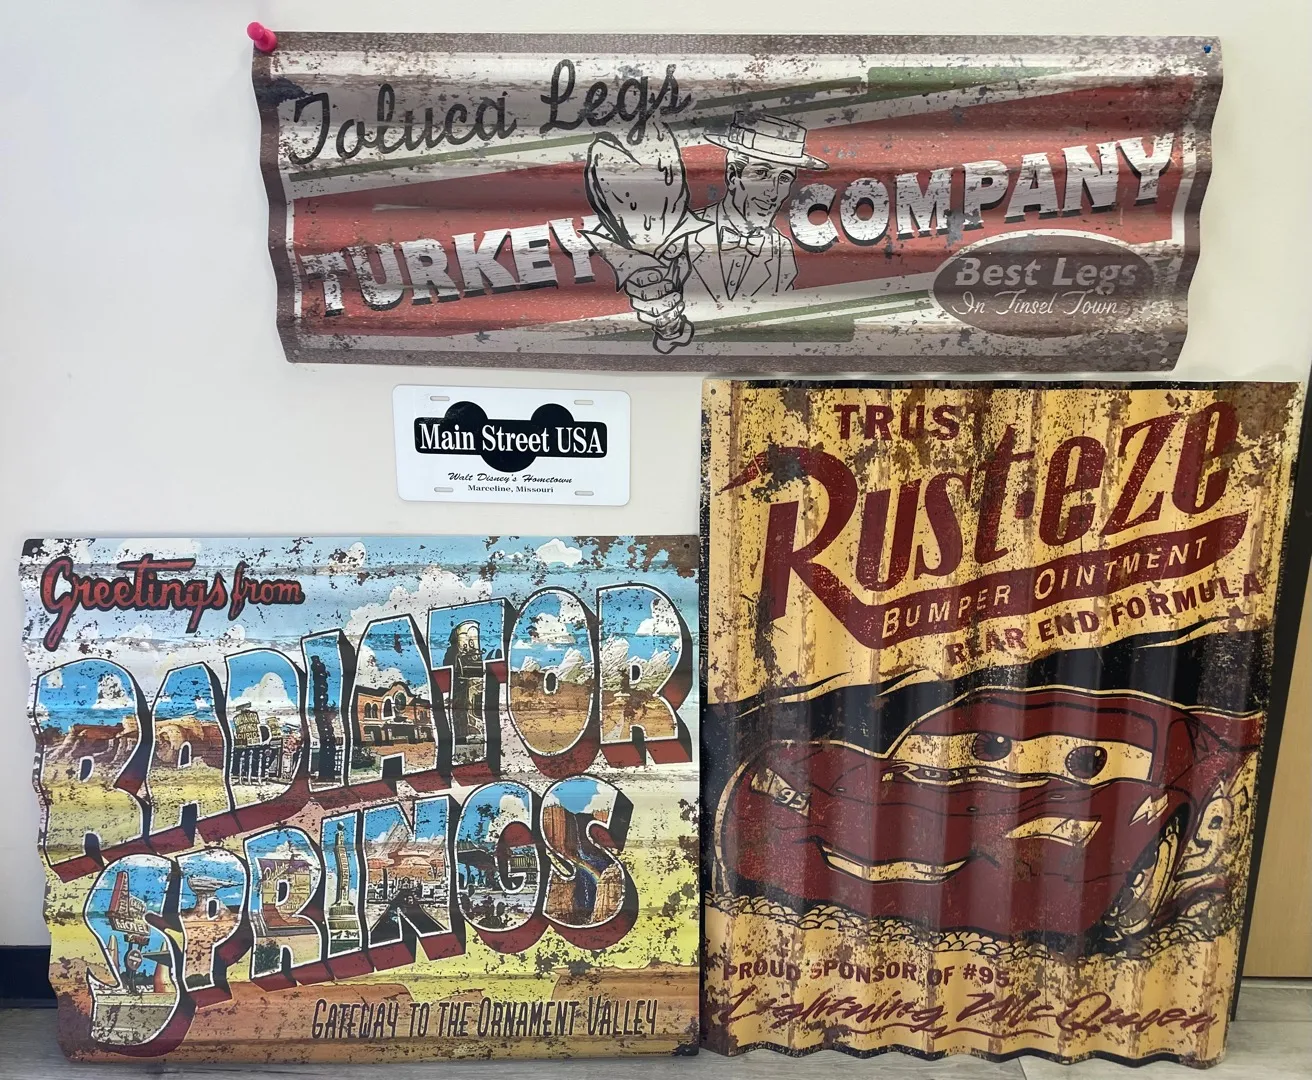 Toluca Legs
TURKEY COMPANY
Best Legs
In Tinsel Town
Main Street USA
Walt Disney's Hometown
Marceline, Missouri
TRUST
Rust-eze
BUMPER OINTMENT
REAR END FORMULA
95
PROUD SPONSOR OF #95
Lightning McQueen
Greetings from
RADIATOR
SPRINGS
GATEWAY TO THE ORNAMENT VALLEY